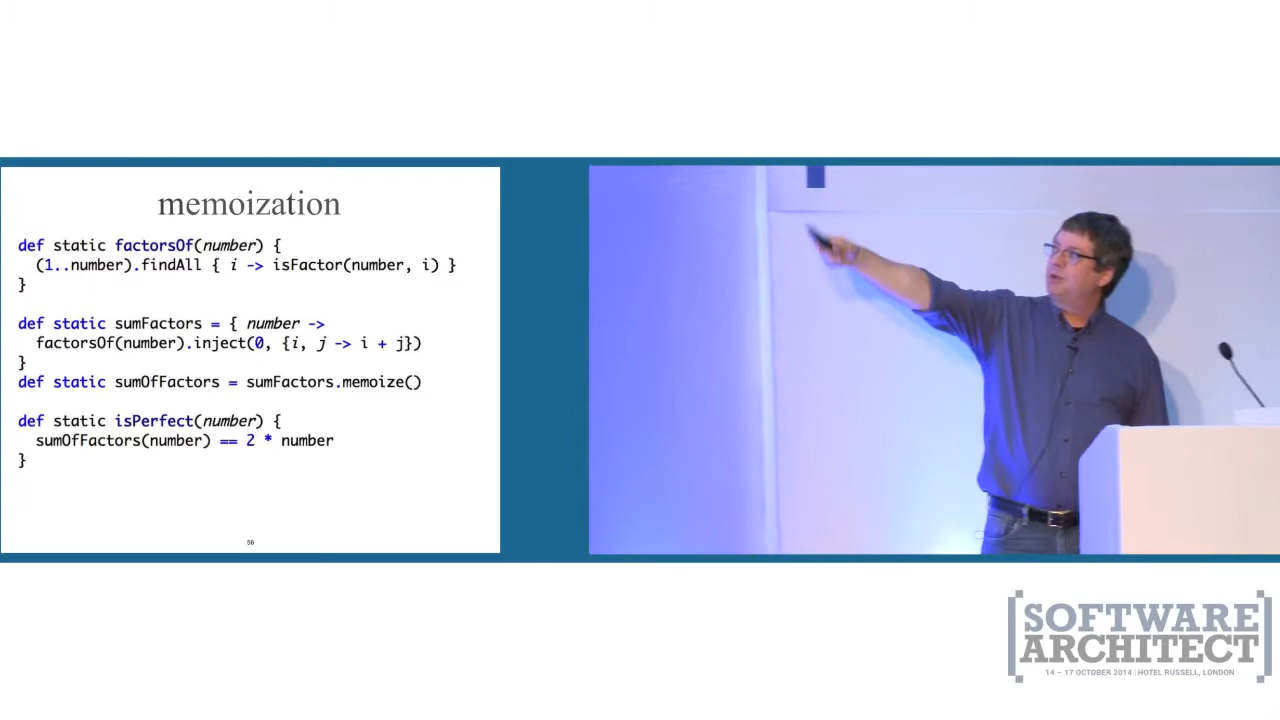 memoization
def static factorsOf(number) {
(1..number).findAll { i -> isFactor(number, i) }
}
def static sumFactors = { number ->
factorsOf(number).inject(0, {i, j -> i + j})
}
def static sumOfFactors = sumFactors.memoize()
def static isPerfect(number) {
sumOfFactors(number) == 2 * number
}
56
[SOFTWARE
ARCHITECT]
14 – 17 OCTOBER 2014 | HOTEL RUSSELL, LONDON